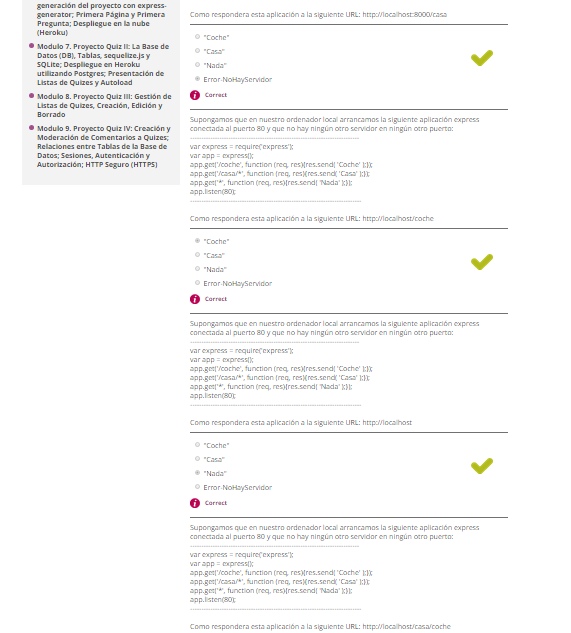 generación del proyecto con express-
generator; Primera Página y Primera
Pregunta; Despliegue en la nube
(Heroku)
Modulo 7. Proyecto Quiz II: La Base de
Datos (DB), Tablas, sequelize.js y
SQLite; Despliegue en Heroku
utilizando Postgres; Presentación de
Listas de Quizes y Autoload
Modulo 8. Proyecto Quiz III: Gestión de
Listas de Quizes, Creación, Edición y
Borrado
Modulo 9. Proyecto Quiz IV: Creación y
Moderación de Comentarios a Quizes;
Relaciones entre Tablas de la Base de
Datos; Sesiones, Autenticación y
Autorización; HTTP Seguro (HTTPS)
Como respondera esta aplicación a la siguiente URL: http://localhost:8000/casa
"Coche"
"Casa"
"Nada"
Error-NoHayServidor
Correct
Supongamos que en nuestro ordenador local arrancamos la siguiente aplicación express
conectada al puerto 80 y que no hay ningún otro servidor en ningún otro puerto:
var express = require('express');
var app = express();
app.get('/coche', function (req, res){res.send( 'Coche' );});
app.get('/casa/*', function (req, res){res.send( 'Casa' );});
app.get('*', function (req, res){res.send( 'Nada' );});
app.listen(80);
Como respondera esta aplicación a la siguiente URL: http://localhost/coche
"Coche"
"Casa"
"Nada"
Error-NoHayServidor
Correct
Supongamos que en nuestro ordenador local arrancamos la siguiente aplicación express
conectada al puerto 80 y que no hay ningún otro servidor en ningún otro puerto:
var express = require('express');
var app = express();
app.get('/coche', function (req, res){res.send( 'Coche' );});
app.get('/casa/*', function (req, res){res.send( 'Casa' );});
app.get('*', function (req, res){res.send( 'Nada' );});
app.listen(80);
Como respondera esta aplicación a la siguiente URL: http://localhost
"Coche"
"Casa"
"Nada"
Error-NoHayServidor
Correct
Supongamos que en nuestro ordenador local arrancamos la siguiente aplicación express
conectada al puerto 80 y que no hay ningún otro servidor en ningún otro puerto:
var express = require('express');
var app = express();
app.get('/coche', function (req, res){res.send( 'Coche' );});
app.get('/casa/*', function (req, res){res.send( 'Casa' );});
app.get('*', function (req, res){res.send( 'Nada' );});
app.listen(80);
Como respondera esta aplicación a la siguiente URL: http://localhost/casa/coche